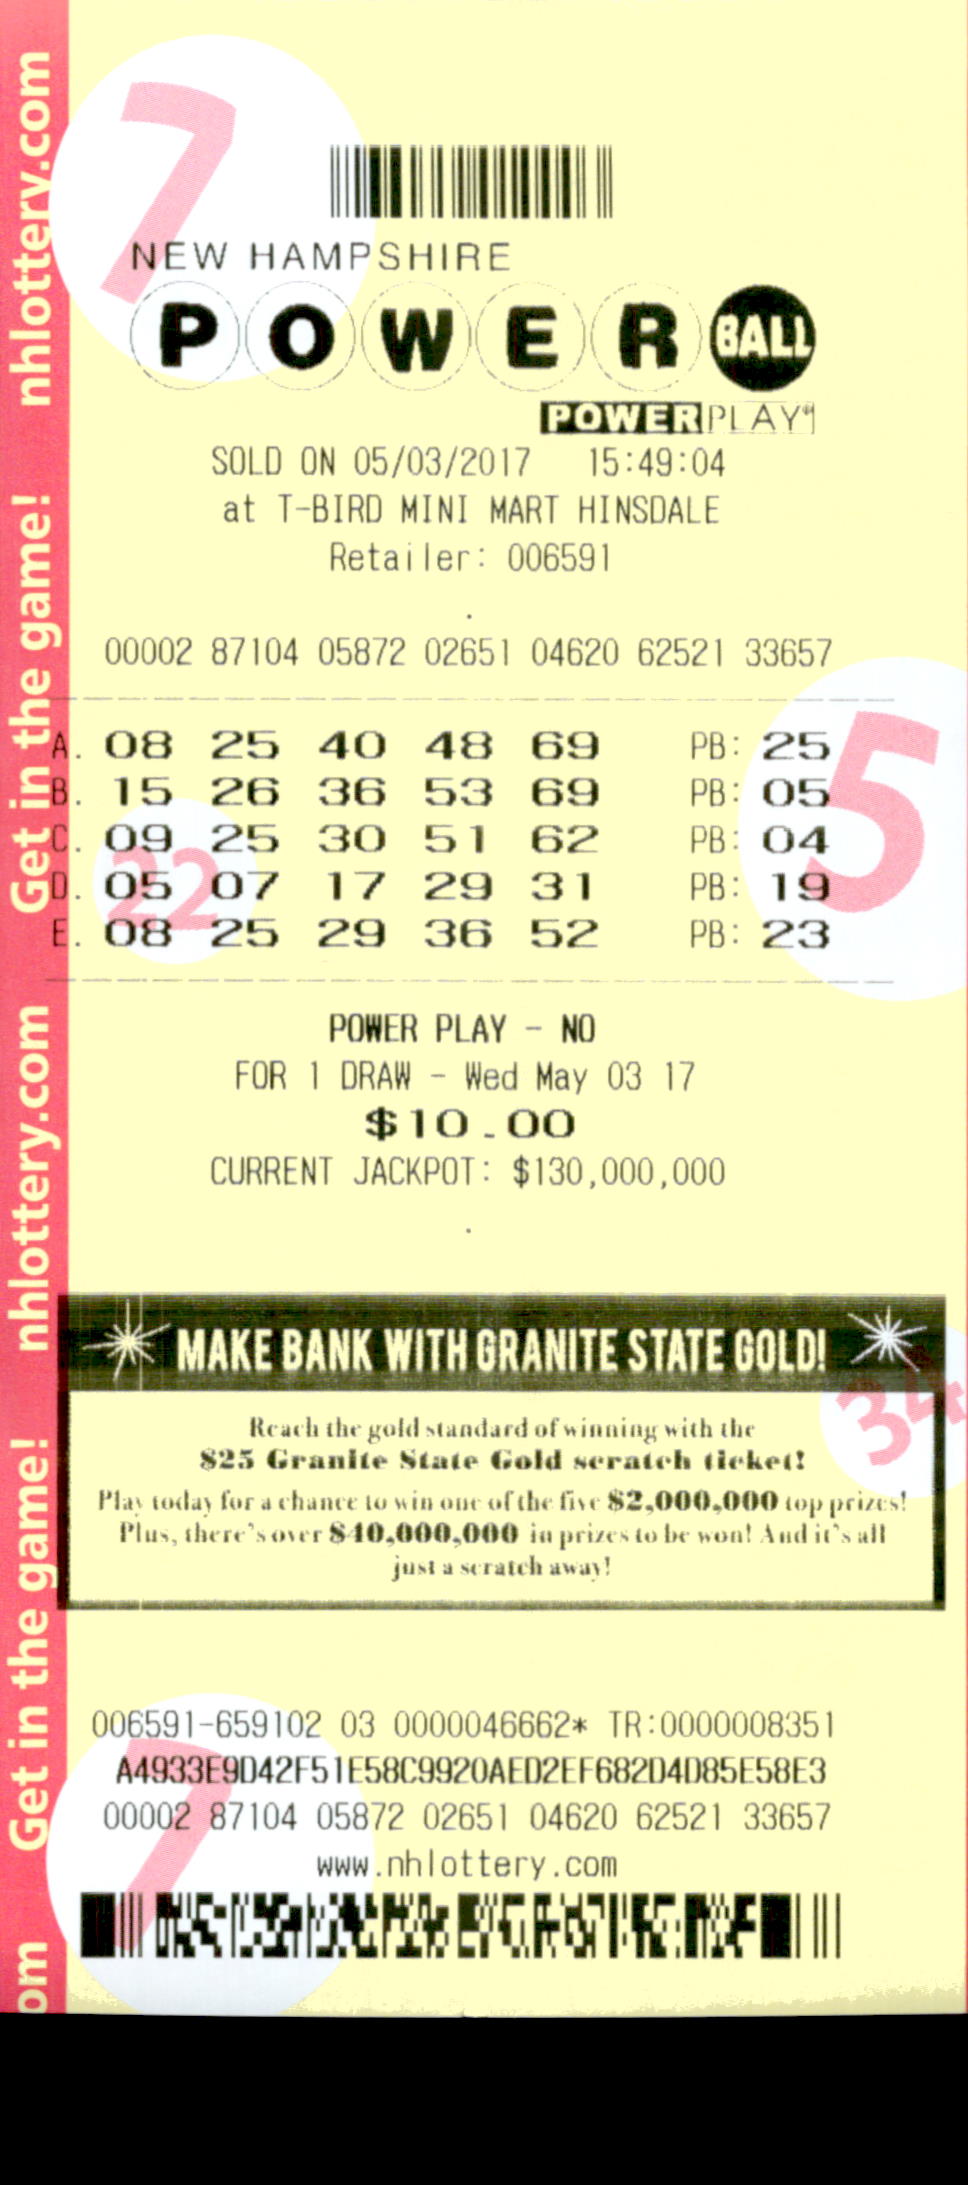 NEW HAMPSHIRE
POWER BALL
POWERPLAY®
SOLD ON 05/03/2017 15:49:04
at T-BIRD MINI MART HINSDALE
Retailer: 006591
00002 87104 05872 02651 04620 62521 33657
A. 08 25 40 48 69 PB: 25
B. 15 26 36 53 69 PB: 05
C. 09 25 30 51 62 PB: 04
D. 05 07 17 29 31 PB: 19
E. 08 25 29 36 52 PB: 23
POWER PLAY - NO
FOR 1 DRAW - Wed May 03 17
$10.00
CURRENT JACKPOT: $130,000,000
MAKE BANK WITH GRANITE STATE GOLD!
Reach the gold standard of winning with the
$25 Granite State Gold scratch ticket!
Play today for a chance to win one of the five $2,000,000 top prizes!
Plus, there's over $40,000,000 in prizes to be won! And it's all
just a scratch away!
006591-659102 03 0000046662* TR:0000008351
A4933E9D42F51E58C9920AED2EF682D4D85E58E3
00002 87104 05872 02651 04620 62521 33657
www.nhlottery.com
om Get in the game! nhlottery.com Get in the game! nhlottery.com
7
5
22
34
7